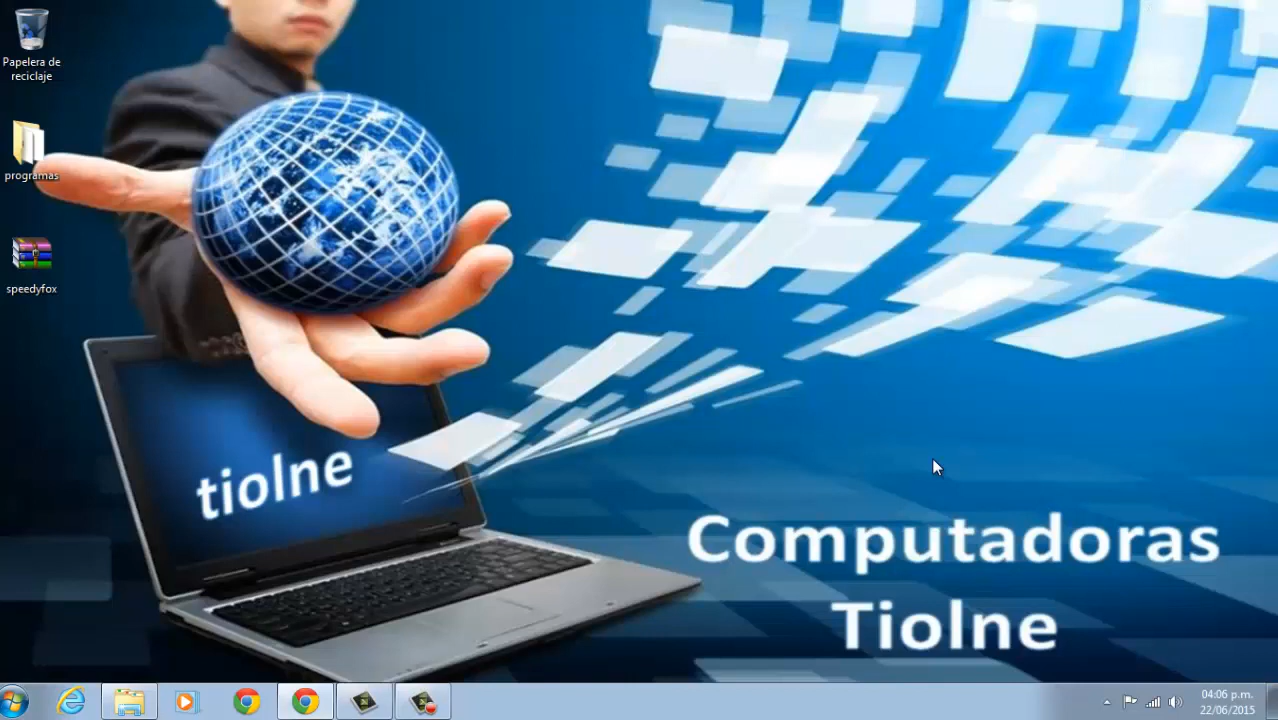 Papelera de
reciclaje
programas
speedyfox
tiolne
Computadoras
Tiolne
04:06 p.m.
22/06/2015